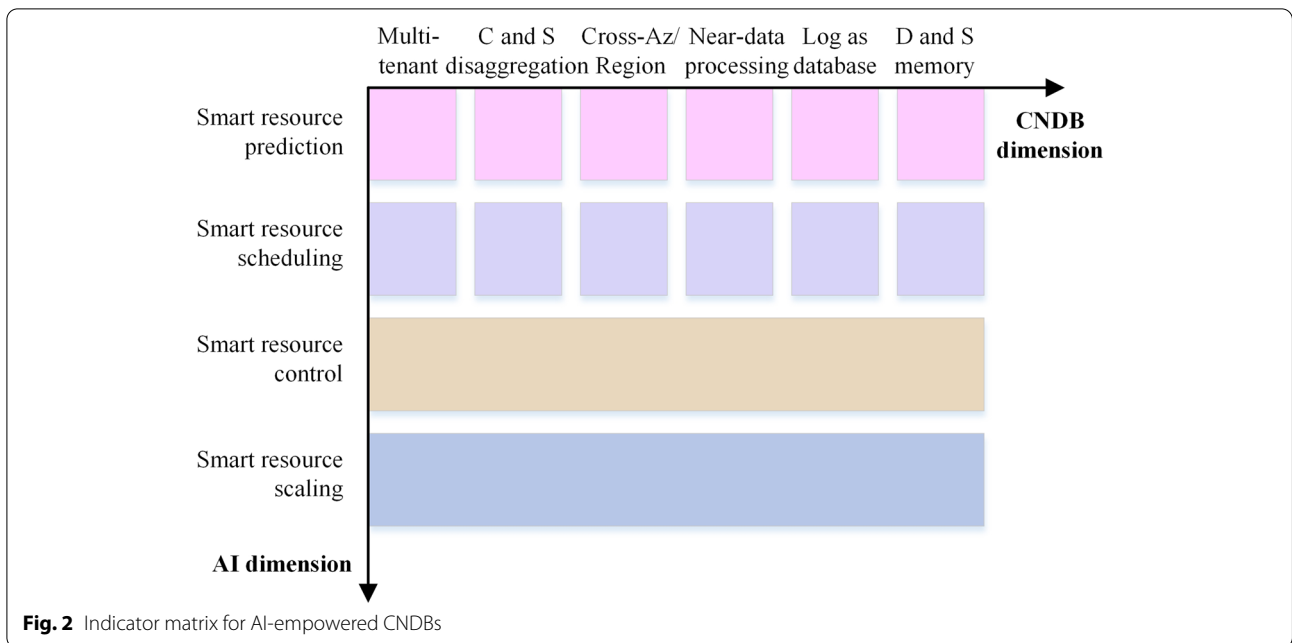 Multi-
tenant
C and S
disaggregation
Cross-Az/
Region
Near-data
processing
Log as
database
D and S
memory
CNDB
dimension
Smart resource
prediction
Smart resource
scheduling
Smart resource
control
Smart resource
scaling
AI dimension
Fig. 2 Indicator matrix for AI-empowered CNDBs